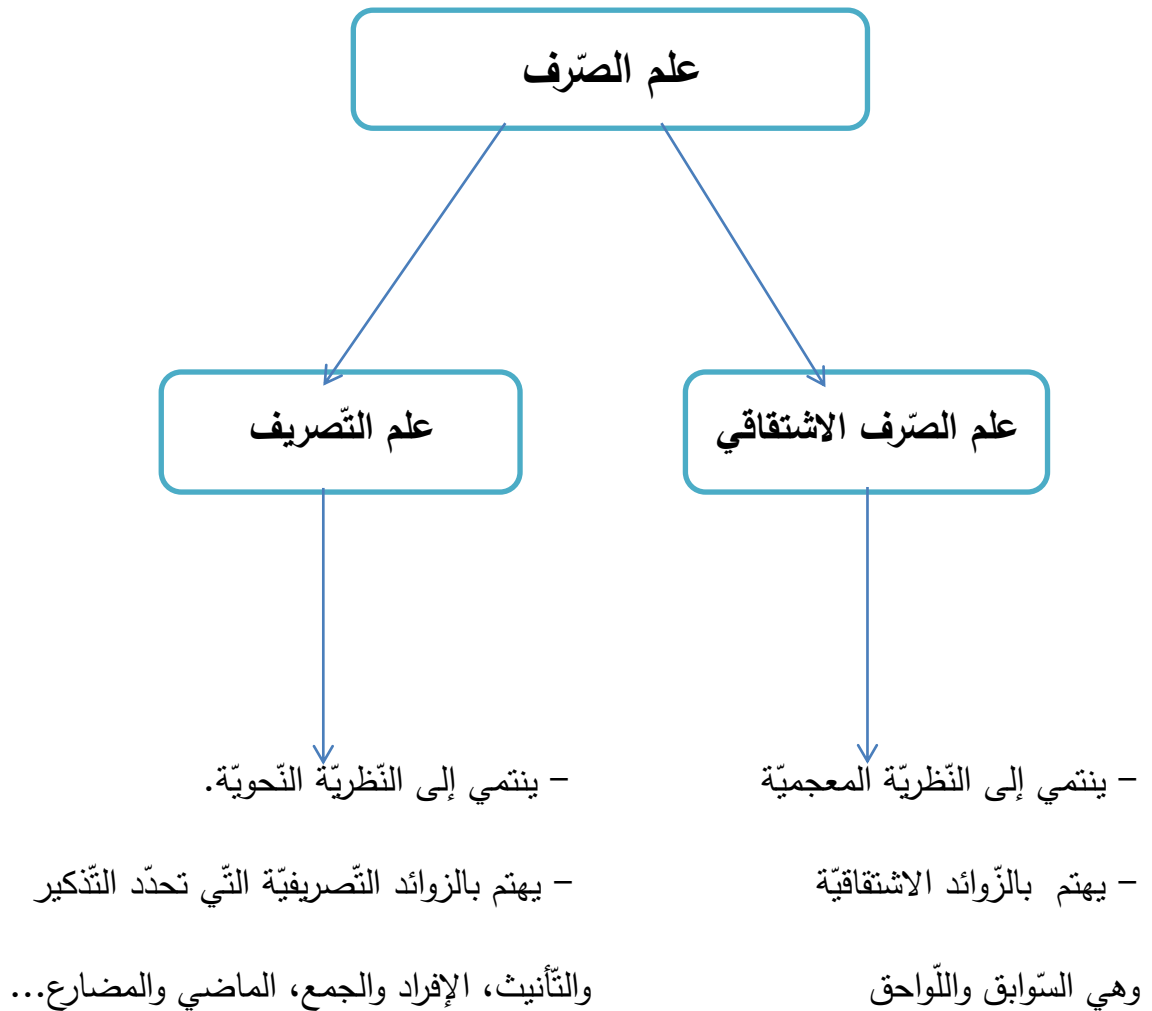 علم الصّرف
علم الصّرف الاشتقاقي
علم التّصريف
– ينتمي إلى النّظريّة المعجميّة
– يهتم بالزّوائد الاشتقاقيّة
وهي السّوابق واللّواحق
– ينتمي إلى النّظريّة النّحويّة.
– يهتم بالزوائد التّصريفيّة التّي تحدّد التّذكير
والتّأنيث، الإفراد والجمع، الماضي والمضارع...